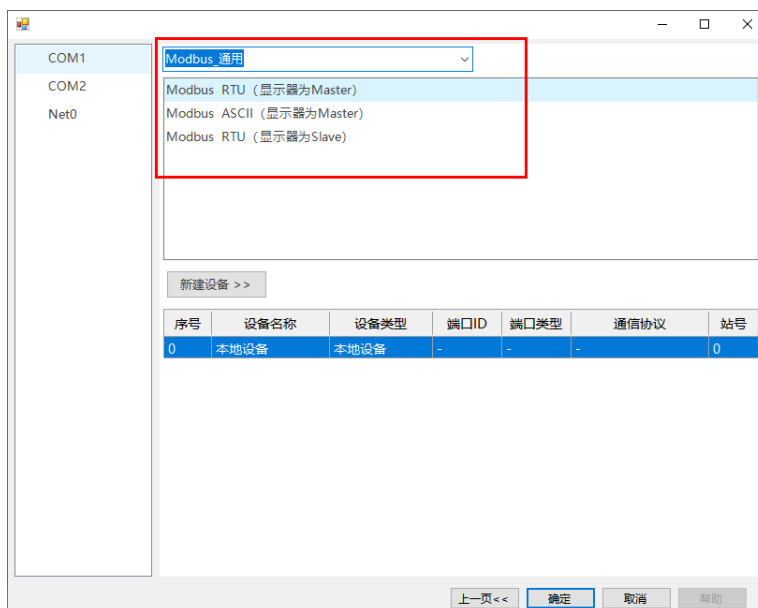 COM1
COM2
Net0
Modbus_通用
Modbus RTU（显示器为Master）
Modbus ASCII（显示器为Master）
Modbus RTU（显示器为Slave）
新建设备 >>
序号 设备名称 设备类型 端口ID 端口类型 通信协议 站号
0 本地设备 本地设备 - - - 0
上一页<< 确定 取消 帮助